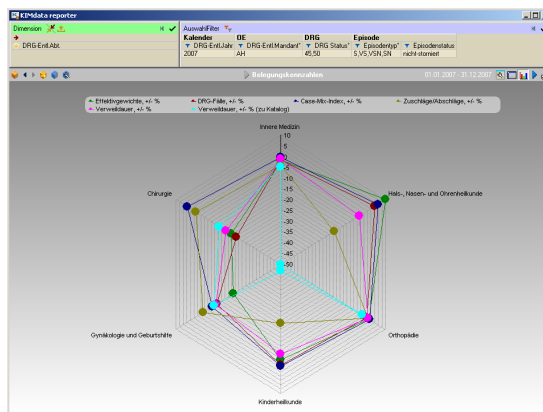 KIMdata reporter
Dimension
AuswahlFilter
DRG-Entl.Abt.
Kalender OE DRG Episode
DRG-Entl.Jahr DRG-Entl.Mandant* DRG Status* Episodentyp* Episodenstatus
2007 AH 45,50 S,VS,VSN,SN nicht-storniert
Belegungskennzahlen
01.01.2007 - 31.12.2007
Effektivgewichte, +/- % DRG-Fälle, +/- % Case-Mix-Index, +/- % Zuschläge/Abschläge, +/- %
Verweildauer, +/- % Verweildauer, +/- % (zu Katalog)
Innere Medizin
10
5
0
-5
-10
-15
-20
-25
-30
-35
-40
-45
-50
Chirurgie
Hals-, Nasen- und Ohrenheilkunde
Gynäkologie und Geburtshilfe
Orthopädie
Kinderheilkunde